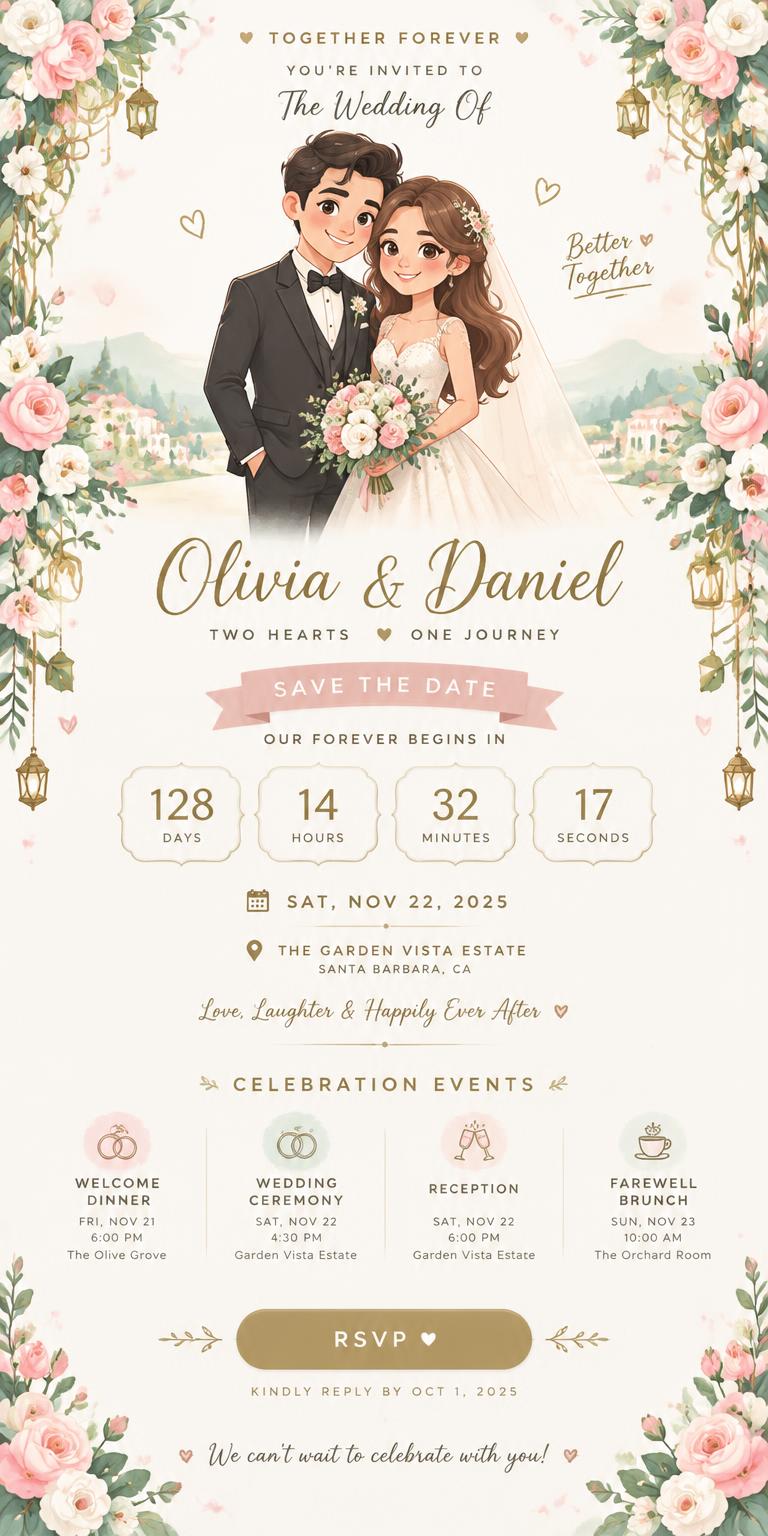 TOGETHER FOREVER
YOU'RE INVITED TO
The Wedding Of
Better
Together
Olivia & Daniel
TWO HEARTS ONE JOURNEY
SAVE THE DATE
OUR FOREVER BEGINS IN
128 14 32 17
DAYS HOURS MINUTES SECONDS
SAT, NOV 22, 2025
THE GARDEN VISTA ESTATE
SANTA BARBARA, CA
Love, Laughter & Happily Ever After
CELEBRATION EVENTS
WELCOME
DINNER
FRI, NOV 21
6:00 PM
The Olive Grove
WEDDING
CEREMONY
SAT, NOV 22
4:30 PM
Garden Vista Estate
RECEPTION
SAT, NOV 22
6:00 PM
Garden Vista Estate
FAREWELL
BRUNCH
SUN, NOV 23
10:00 AM
The Orchard Room
RSVP
KINDLY REPLY BY OCT 1, 2025
We can't wait to celebrate with you!